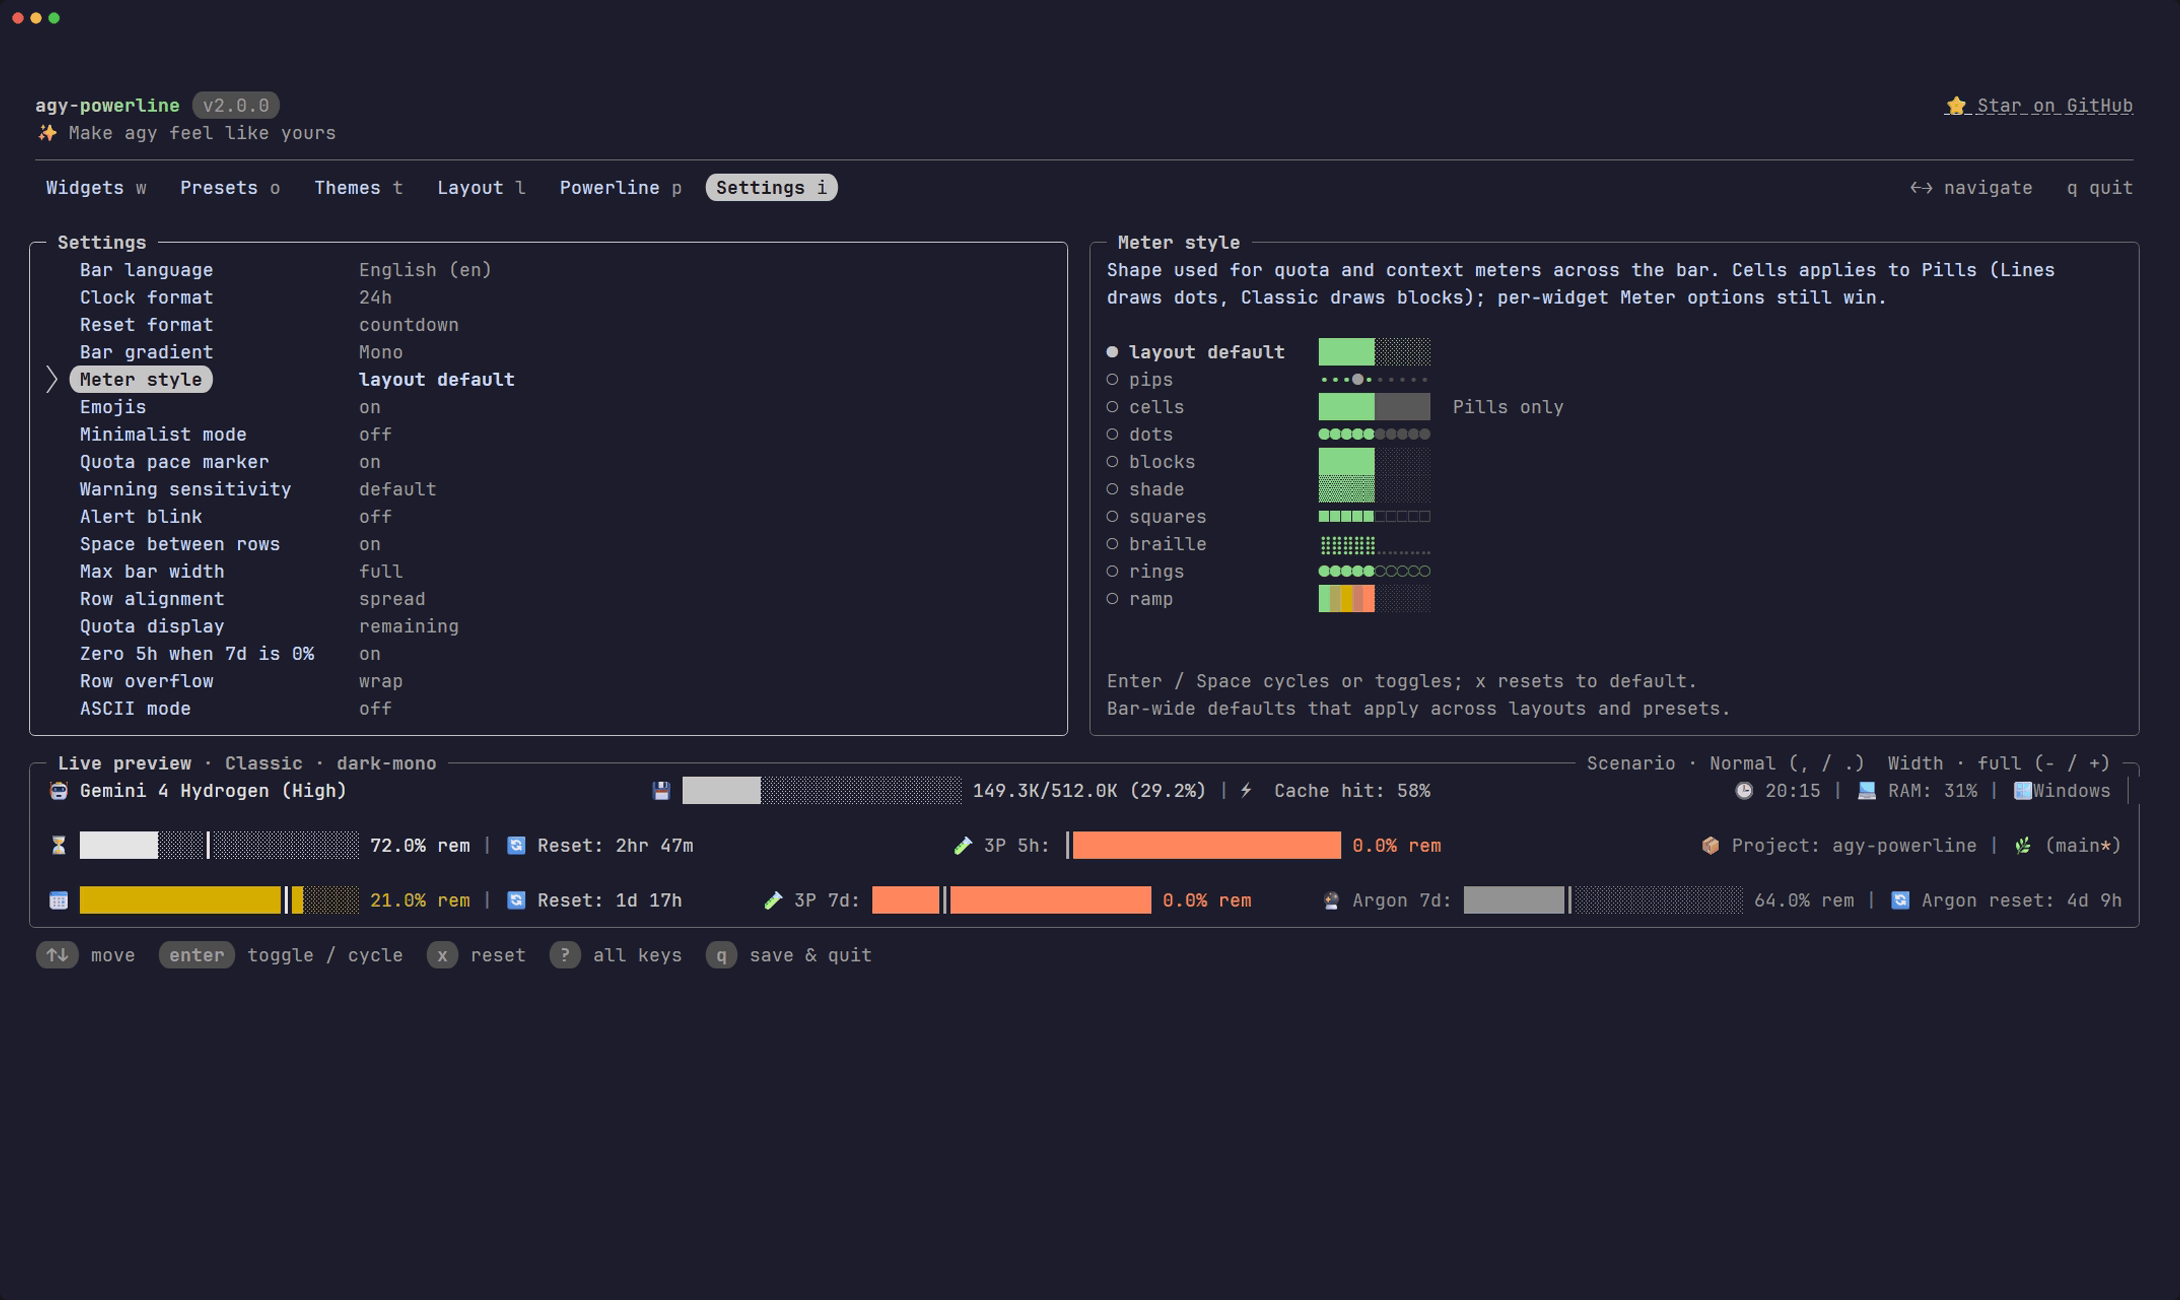 agy-powerline v2.0.0
⭐ Star on GitHub
✨ Make agy feel like yours
Widgets w Presets o Themes t Layout l Powerline p Settings i
↔ navigate q quit
Settings
Bar language English (en)
Clock format 24h
Reset format countdown
Bar gradient Mono
Meter style layout default
Emojis on
Minimalist mode off
Quota pace marker on
Warning sensitivity default
Alert blink off
Space between rows on
Max bar width full
Row alignment spread
Quota display remaining
Zero 5h when 7d is 0% on
Row overflow wrap
ASCII mode off
Meter style
Shape used for quota and context meters across the bar. Cells applies to Pills (Lines
draws dots, Classic draws blocks); per-widget Meter options still win.
● layout default
○ pips
○ cells Pills only
○ dots
○ blocks
○ shade
○ squares
○ braille
○ rings
○ ramp
Enter / Space cycles or toggles; x resets to default.
Bar-wide defaults that apply across layouts and presets.
Live preview · Classic · dark-mono
Scenario · Normal (, / .) Width · full (- / +)
Gemini 4 Hydrogen (High) 149.3K/512.0K (29.2%) | ⚡ Cache hit: 58% 20:15 | RAM: 31% | Windows
72.0% rem | Reset: 2hr 47m 3P 5h: 0.0% rem Project: agy-powerline | (main*)
21.0% rem | Reset: 1d 17h 3P 7d: 0.0% rem Argon 7d: 64.0% rem | Argon reset: 4d 9h
↑↓ move enter toggle / cycle x reset ? all keys q save & quit